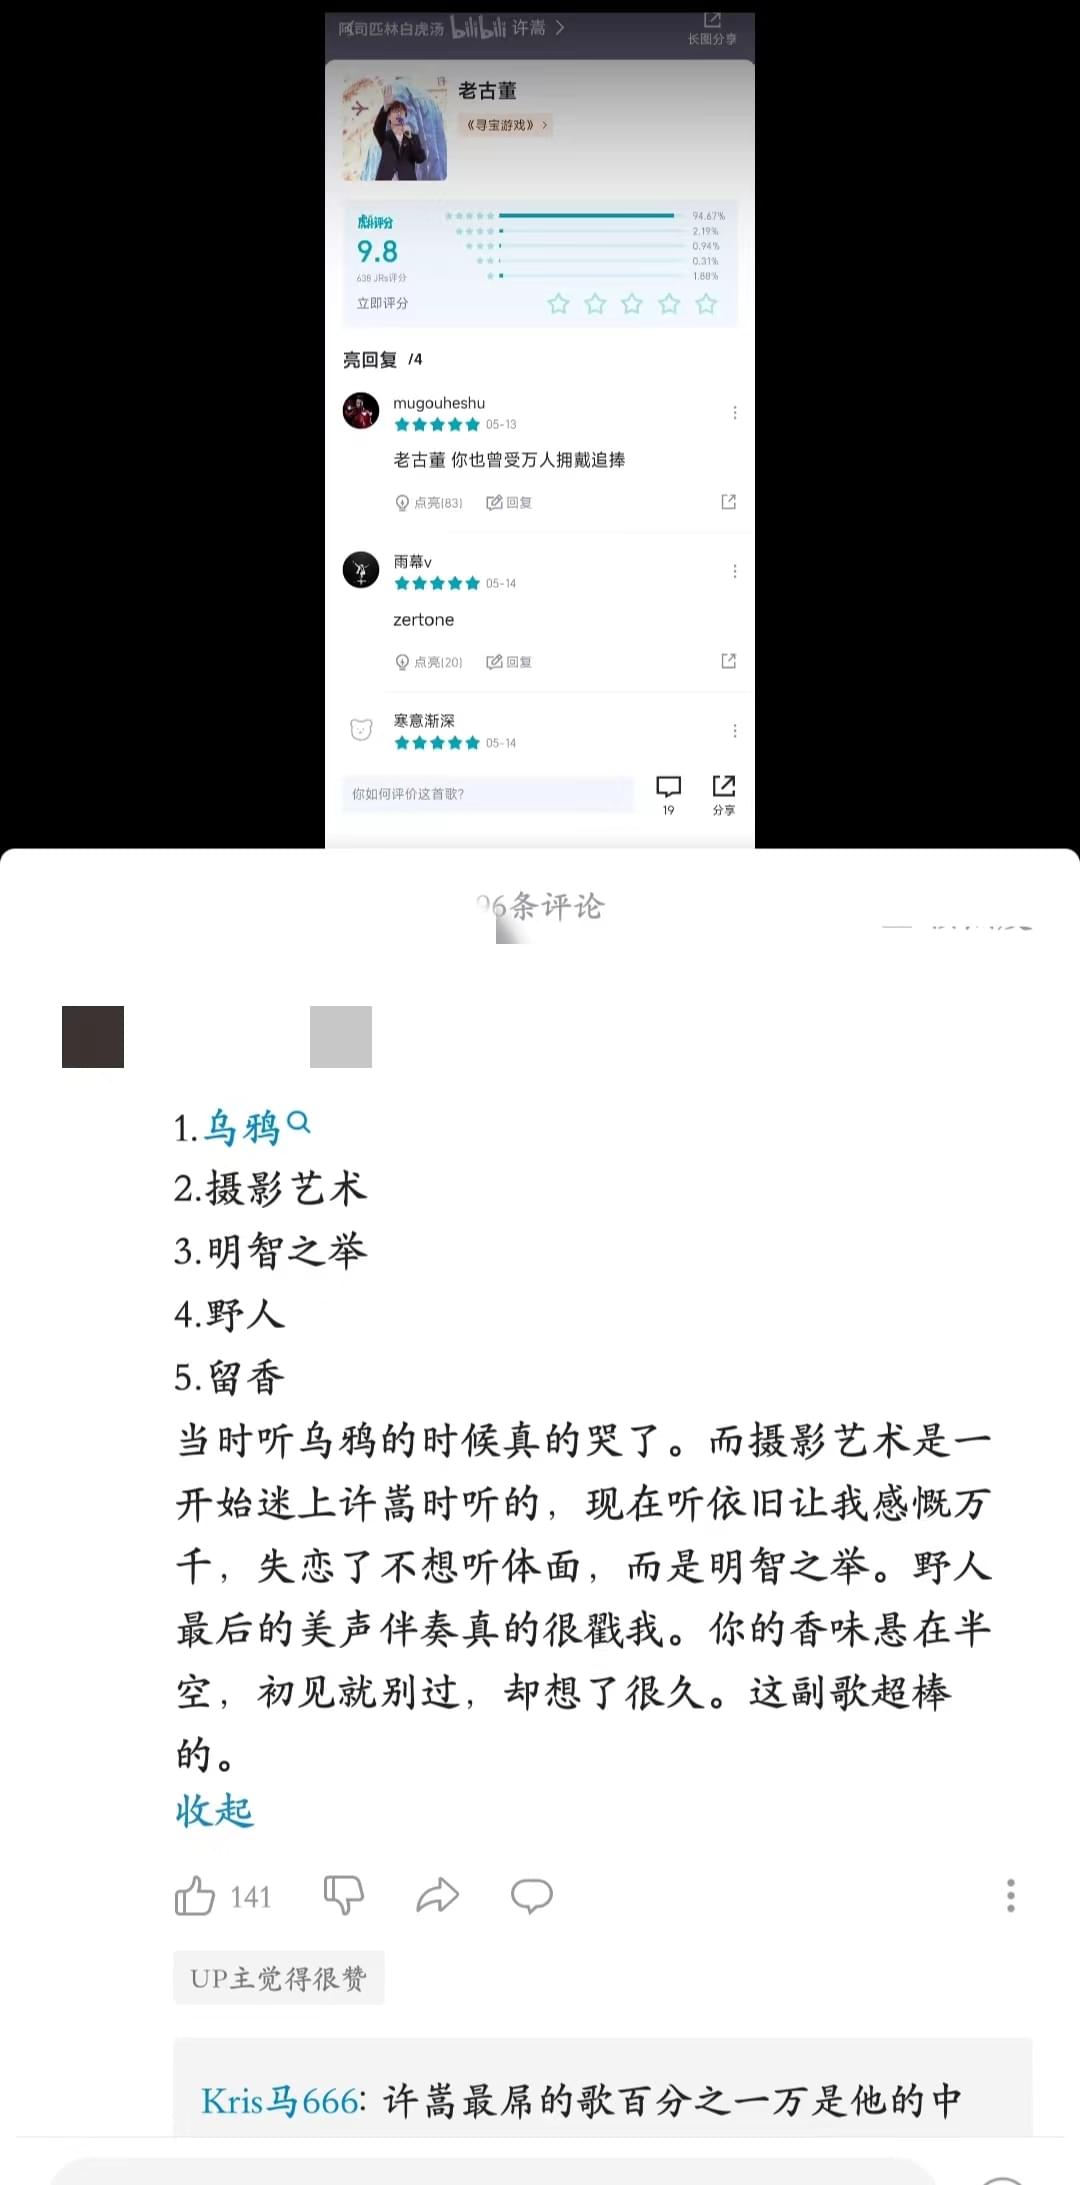 阿司匹林白虎汤 bilibili 许嵩
长图分享
老古董
《寻宝游戏》
虎扑评分
9.8
638 JRs评分
立即评分
94.67%
2.19%
0.94%
0.31%
1.88%
亮回复 /4
mugouheshu
05-13
老古董 你也曾受万人拥戴追捧
点亮(83) 回复
雨幕v
05-14
zertone
点亮(20) 回复
寒意渐深
05-14
你如何评价这首歌?
19
分享
96条评论
1.乌鸦
2.摄影艺术
3.明智之举
4.野人
5.留香
当时听乌鸦的时候真的哭了。而摄影艺术是一
开始迷上许嵩时听的，现在听依旧让我感慨万
千，失恋了不想听体面，而是明智之举。野人
最后的美声伴奏真的很戳我。你的香味悬在半
空，初见就别过，却想了很久。这副歌超棒
的。
收起
141
UP主觉得很赞
Kris马666: 许嵩最屌的歌百分之一万是他的中